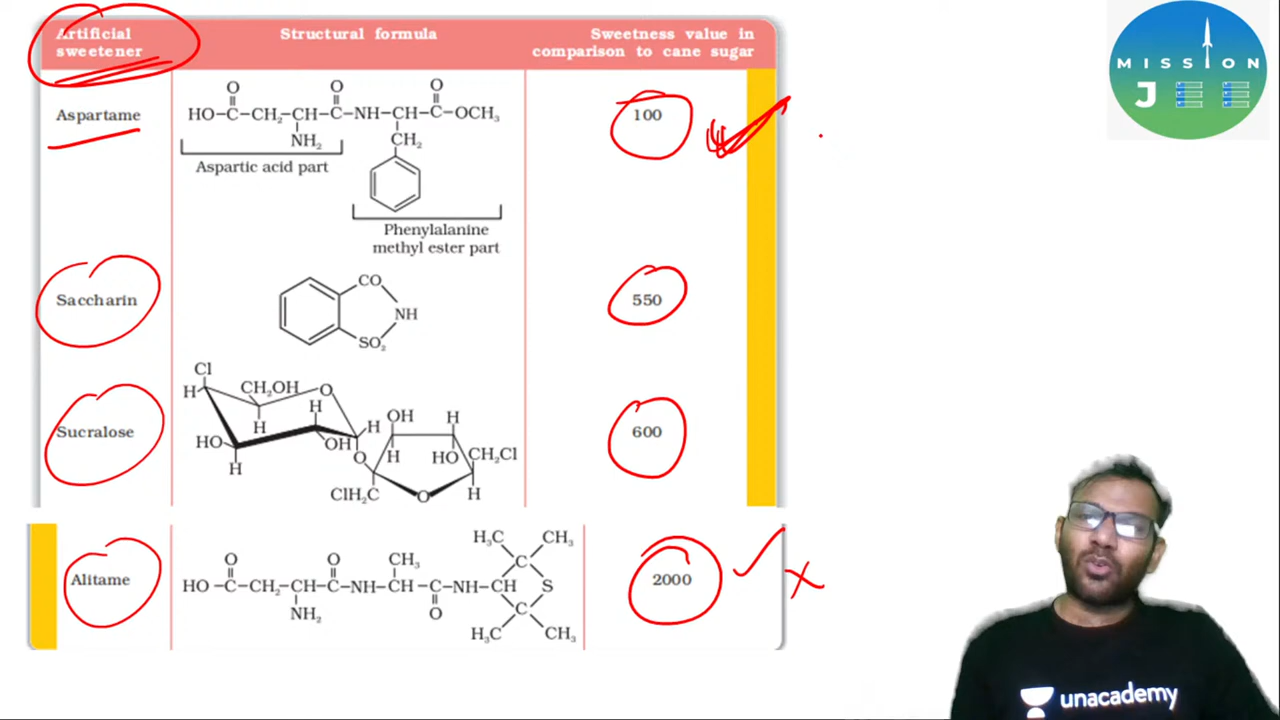 Artificial sweetener
Structural formula
Sweetness value in comparison to cane sugar
Aspartame
O O O
HO–C–CH₂–CH–C–NH–CH–C–OCH₃
NH₂ CH₂
Aspartic acid part
Phenylalanine
methyl ester part
100
Saccharin
CO
NH
SO₂
550
Sucralose
Cl
H CH₂OH O
H H OH H
HO OH H HO CH₂Cl
H O
ClH₂C O H
600
Alitame
H₃C CH₃
O O CH₃ C
HO–C–CH₂–CH–C–NH–CH–C–NH–CH S
NH₂ O C
H₃C CH₃
2000
MISSION
JEE
unacademy